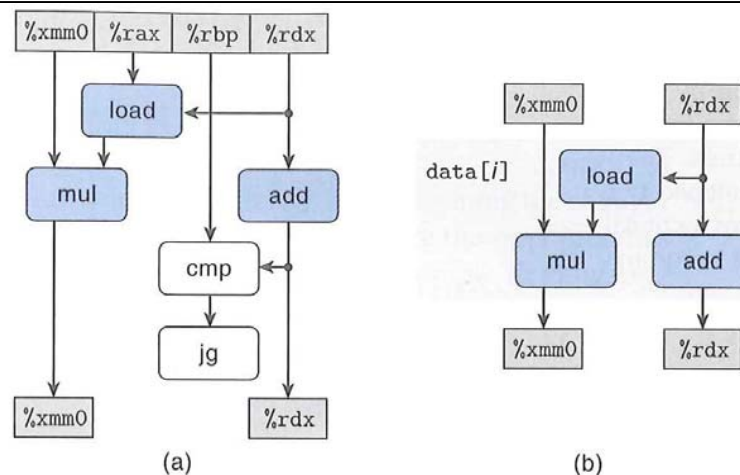 %xmm0 %rax %rbp %rdx
load
mul
add
cmp
jg
%xmm0 %rdx
(a)
%xmm0 %rdx
data[i]
load
mul
add
%xmm0 %rdx
(b)